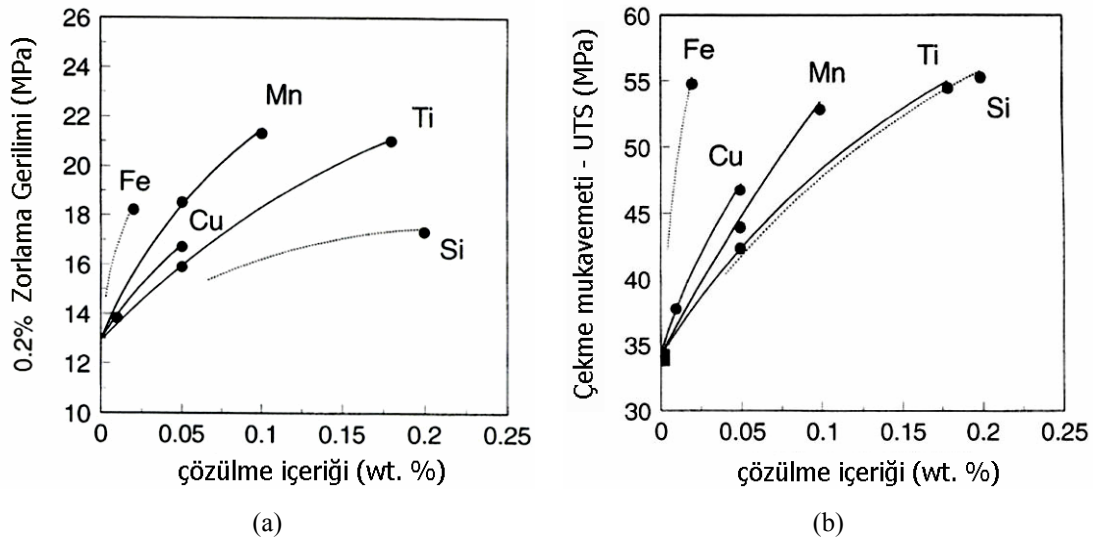 0.2% Zorlama Gerilimi (MPa)
26
24
22
20
18
16
14
12
10
Fe
Mn
Cu
Ti
Si
0
0.05
0.1
0.15
0.2
0.25
çözülme içeriği (wt. %)
(a)
Çekme mukavemeti - UTS (MPa)
60
55
50
45
40
35
30
Fe
Mn
Ti
Cu
Si
0
0.05
0.1
0.15
0.2
0.25
çözülme içeriği (wt. %)
(b)